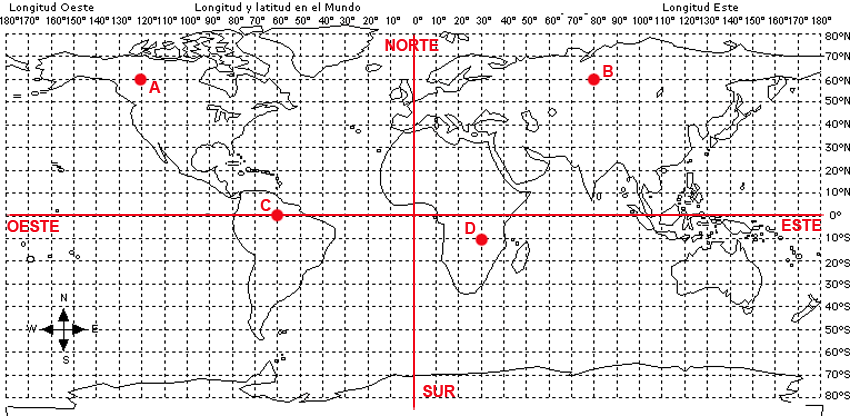 Longitud Oeste Longitud y latitud en el Mundo Longitud Este
180°170° 150°140°130°120°110°100° 90° 80° 70° 60° 50° 40° 30° 20° 10° 0° 10° 20° 30° 40° 50° 60° 70° 80° 90° 100°110°120°130°140°150°160°170°180°
80°N
NORTE
70°N
60°N
A
B
50°N
40°N
30°N
20°N
10°N
C
0°
OESTE
ESTE
D
10°S
20°S
30°S
40°S
N
W E
S
50°S
60°S
70°S
80°S
SUR